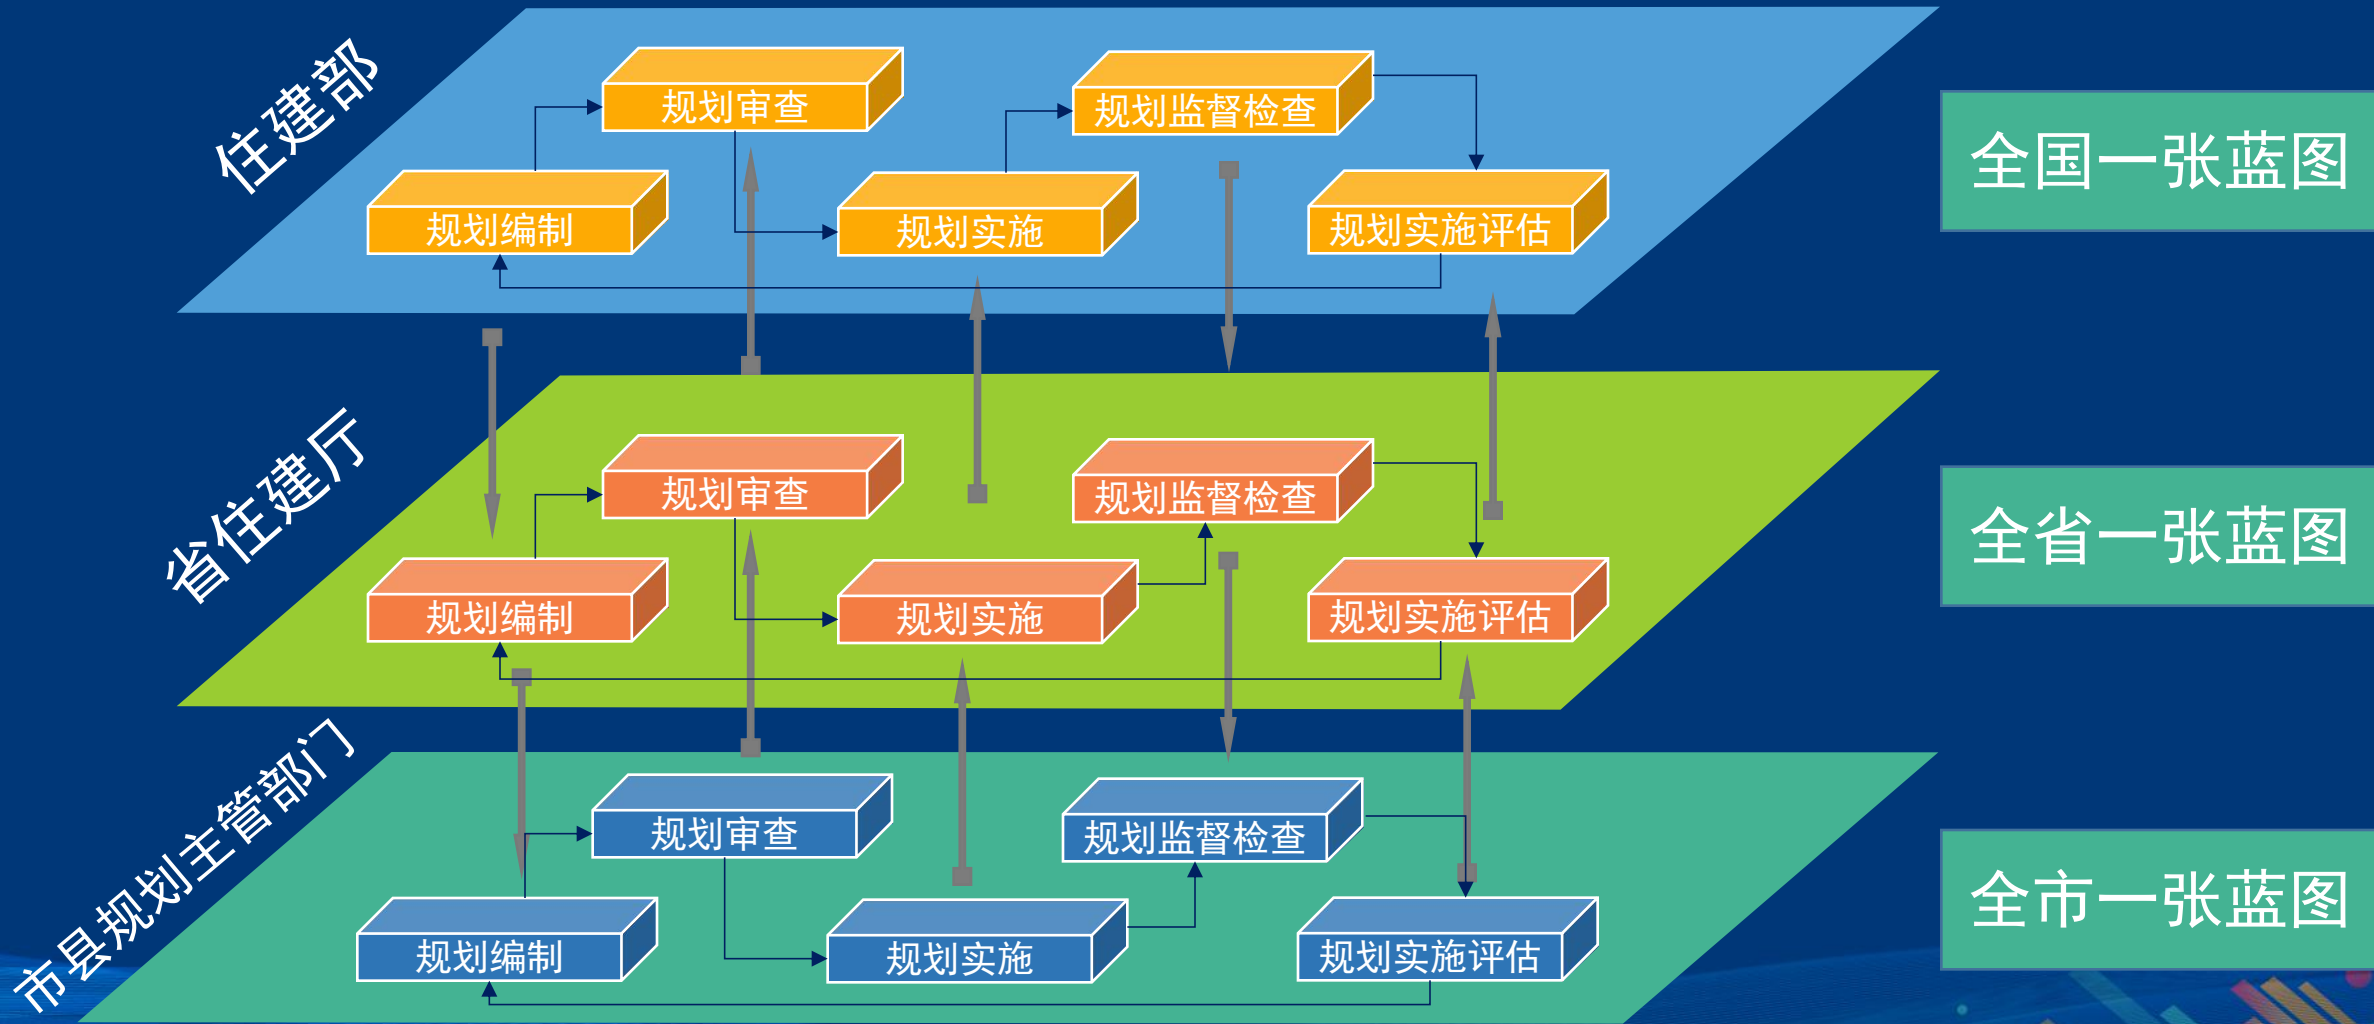 住建部
规划审查
规划监督检查
规划编制
规划实施
规划实施评估
全国一张蓝图
省住建厅
规划审查
规划监督检查
规划编制
规划实施
规划实施评估
全省一张蓝图
市县规划主管部门
规划审查
规划监督检查
规划编制
规划实施
规划实施评估
全市一张蓝图